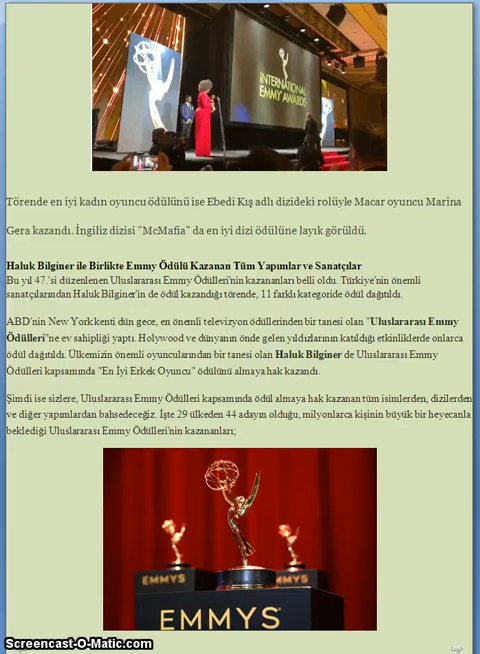 INTERNATIONAL
EMMY AWARDS
Törende en iyi kadın oyuncu ödülünü ise Ebedi Kış adlı dizideki rolüyle Macar oyuncu Marina
Gera kazandı. İngiliz dizisi "McMafia" da en iyi dizi ödülüne layık görüldü.
Haluk Bilginer ile Birlikte Emmy Ödülü Kazanan Tüm Yapımlar ve Sanatçılar
Bu yıl 47.'si düzenlenen Uluslararası Emmy Ödülleri'nin kazananları belli oldu. Türkiye'nin önemli
sanatçılarından Haluk Bilginer'in de ödül kazandığı törende, 11 farklı kategoride ödül dağıtıldı.
ABD'nin New York kenti dün gece, en önemli televizyon ödüllerinden bir tanesi olan "Uluslararası Emmy
Ödülleri"ne ev sahipliği yaptı. Holywood ve dünyanın önde gelen yıldızlarının katıldığı etkinliklerde onlarca
ödül dağıtıldı. Ülkemizin önemli oyuncularından bir tanesi olan Haluk Bilginer de Uluslararası Emmy
Ödülleri kapsamında "En İyi Erkek Oyuncu" ödülünü almaya hak kazandı.
Şimdi ise sizlere, Uluslararası Emmy Ödülleri kapsamında ödül almaya hak kazanan tüm isimlerden, dizilerden
ve diğer yapımlardan bahsedeceğiz. İşte 29 ülkeden 44 adayın olduğu, milyonlarca kişinin büyük bir heyecanla
beklediği Uluslararası Emmy Ödülleri'nin kazananları;
EMMYS
EMMYS
EMMYS
Screencast-O-Matic.com